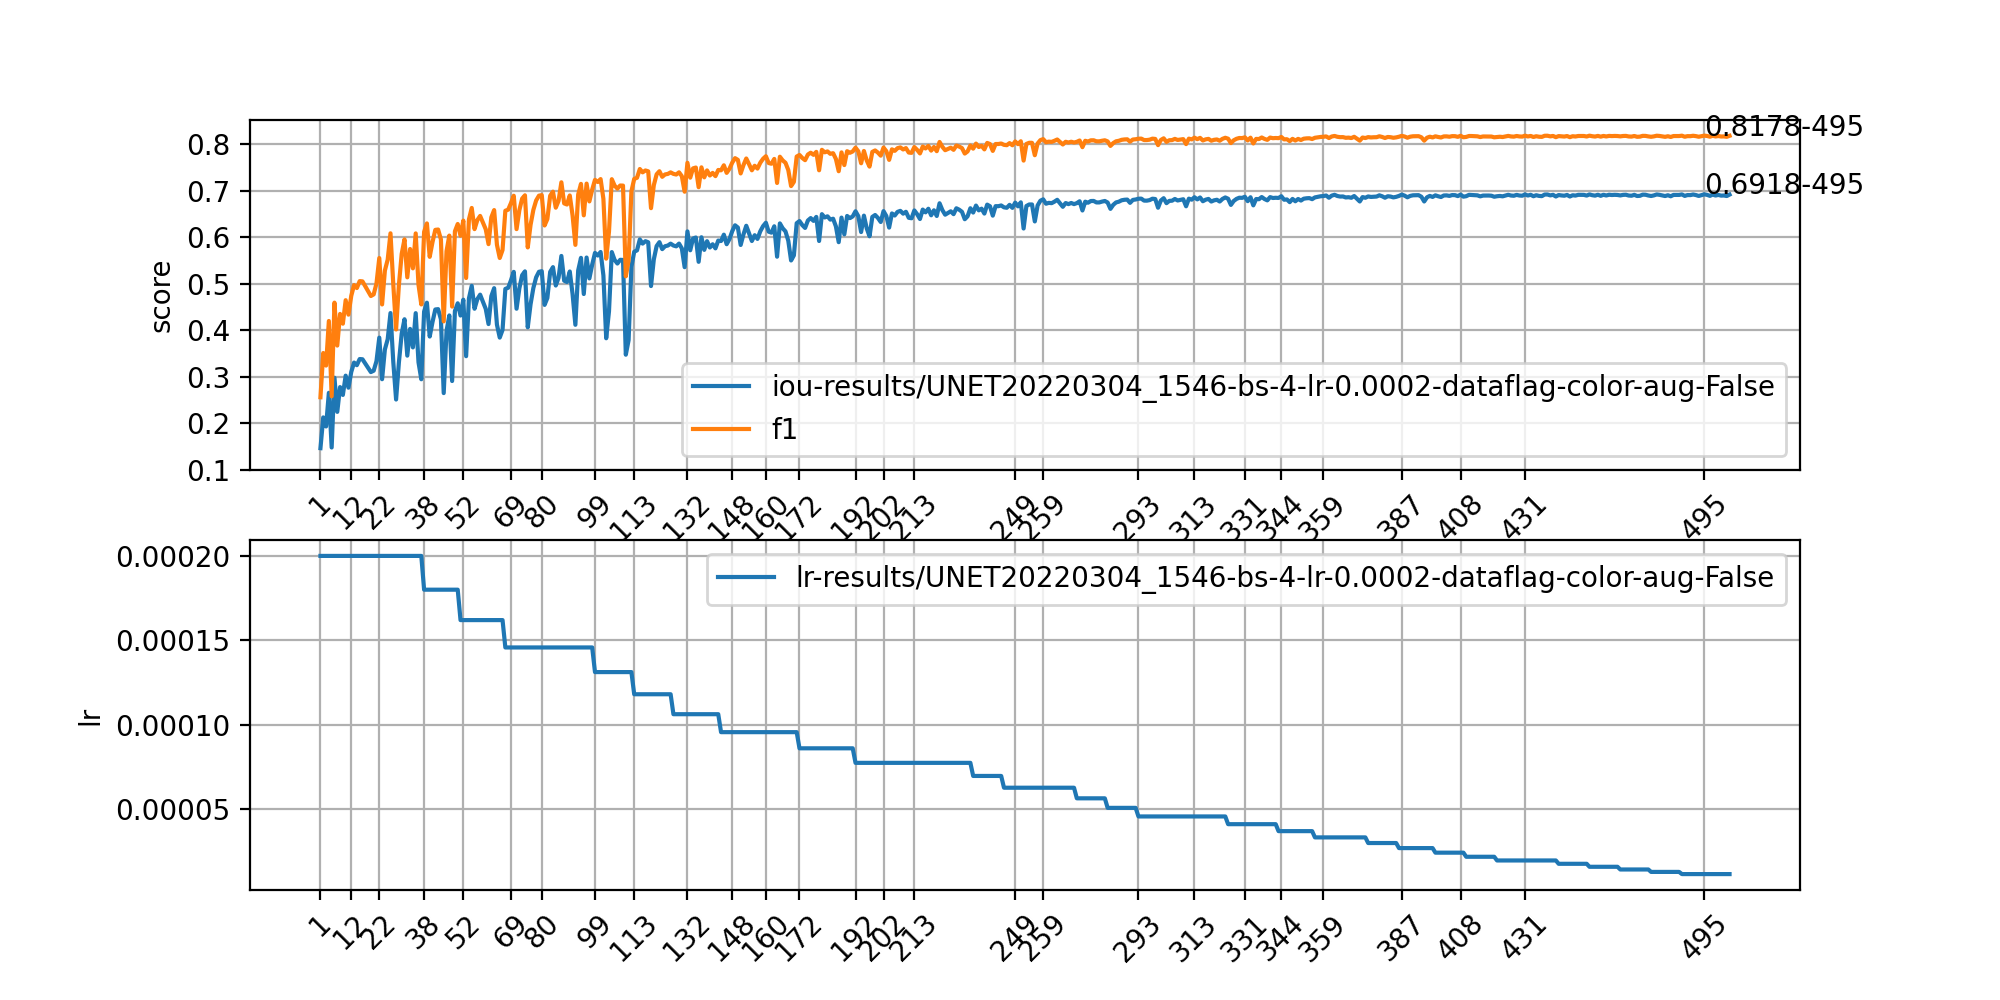 0.8178-495
0.6918-495
score
0.8
0.7
0.6
0.5
0.4
0.3
0.2
0.1
iou-results/UNET20220304_1546-bs-4-lr-0.0002-dataflag-color-aug-False
f1
1 12 22 38 52 69 80 99 113 132 148 160 172 192 202 213 249 259 293 313 331 344 359 387 408 431 495
lr
0.00020
0.00015
0.00010
0.00005
lr-results/UNET20220304_1546-bs-4-lr-0.0002-dataflag-color-aug-False
1 12 22 38 52 69 80 99 113 132 148 160 172 192 202 213 249 259 293 313 331 344 359 387 408 431 495